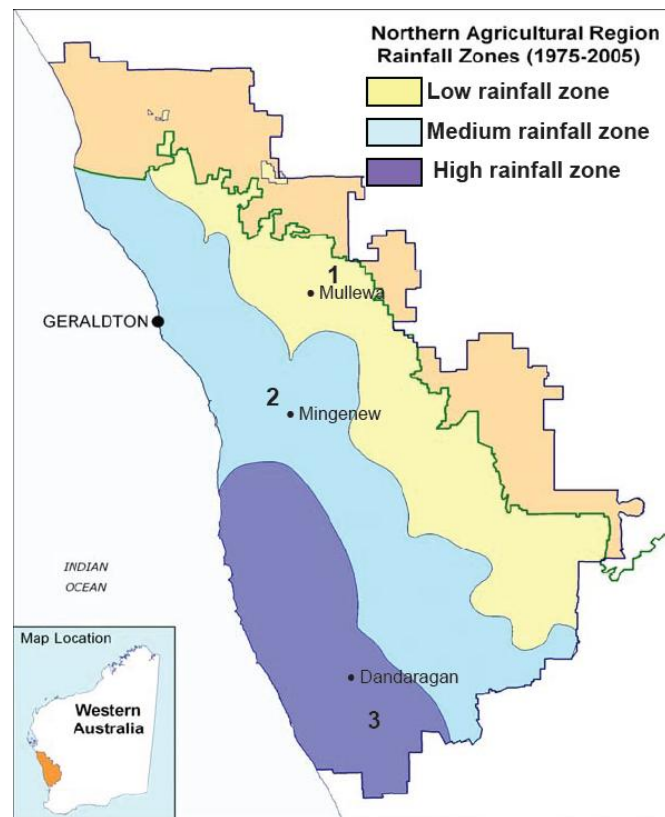 Northern Agricultural Region
Rainfall Zones (1975-2005)
Low rainfall zone
Medium rainfall zone
High rainfall zone
1
Mullewa
GERALDTON
2
Mingenew
INDIAN
OCEAN
Dandaragan
3
Map Location
Western
Australia